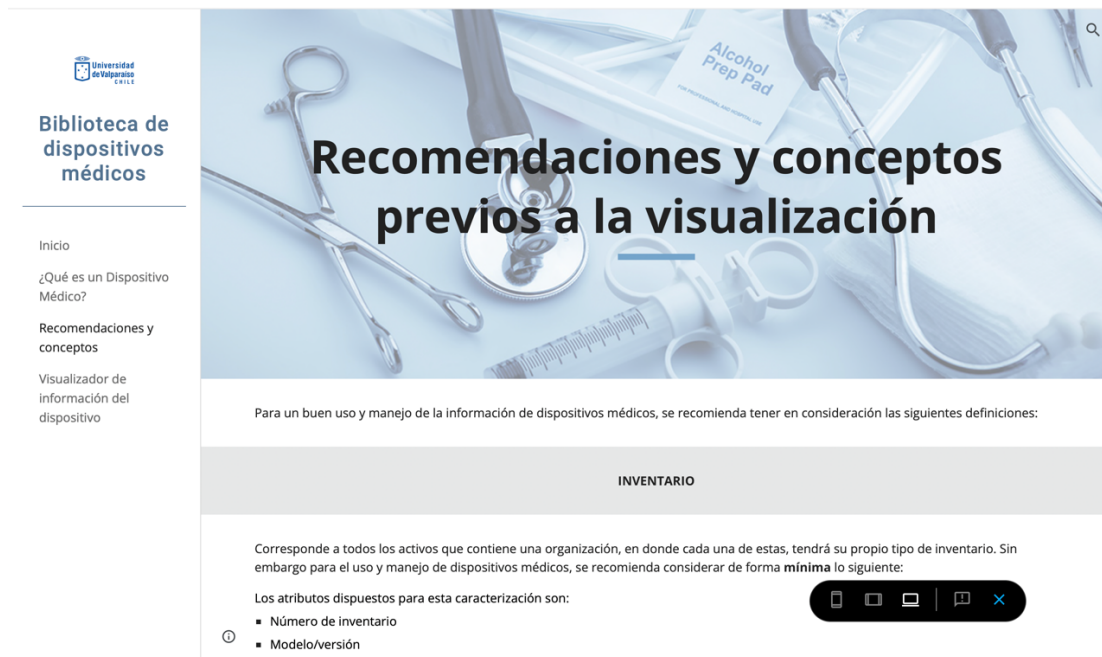 Universidad
de Valparaíso
CHILE
Biblioteca de
dispositivos
médicos
Inicio
¿Qué es un Dispositivo
Médico?
Recomendaciones y
conceptos
Visualizador de
información del
dispositivo
Alcohol
Prep Pad
FOR PROFESSIONAL AND HOSPITAL USE
Recomendaciones y conceptos
previos a la visualización
Para un buen uso y manejo de la información de dispositivos médicos, se recomienda tener en consideración las siguientes definiciones:
INVENTARIO
Corresponde a todos los activos que contiene una organización, en donde cada una de estas, tendrá su propio tipo de inventario. Sin
embargo para el uso y manejo de dispositivos médicos, se recomienda considerar de forma mínima lo siguiente:
Los atributos dispuestos para esta caracterización son:
▪ Número de inventario
▪ Modelo/versión